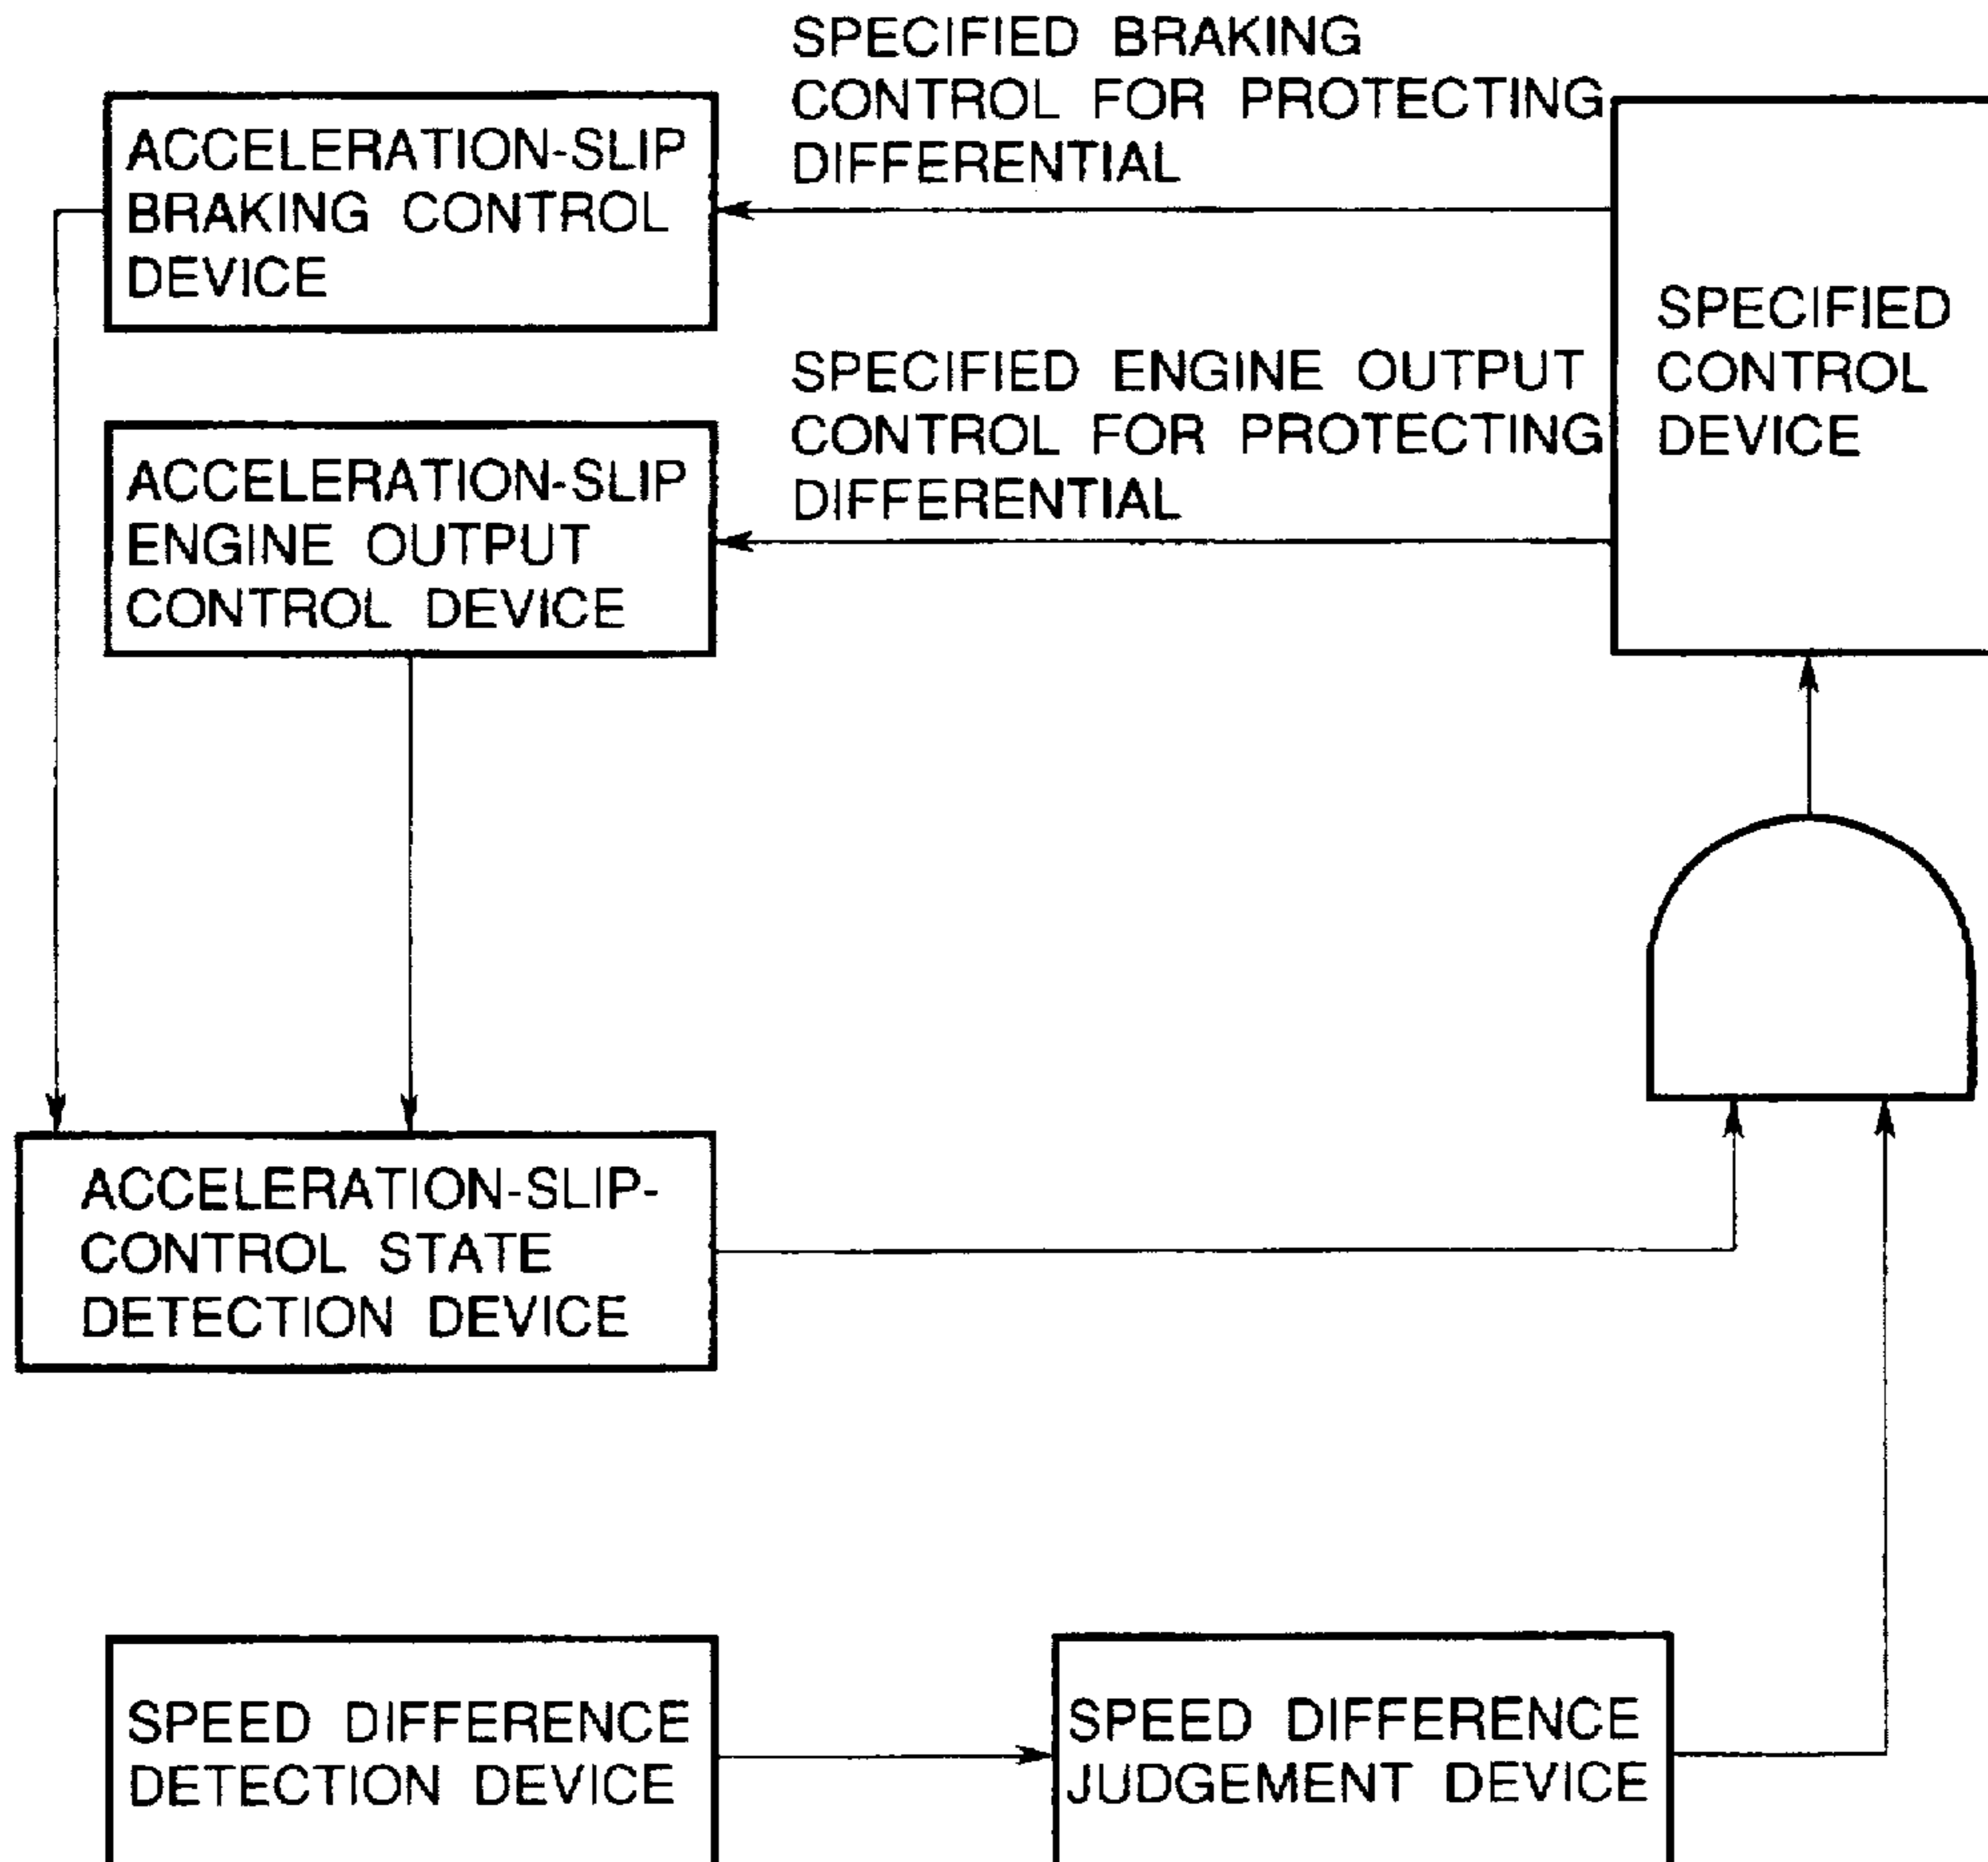 SPECIFIED BRAKING
CONTROL FOR PROTECTING
DIFFERENTIAL
ACCELERATION-SLIP
BRAKING CONTROL
DEVICE
SPECIFIED
CONTROL
DEVICE
SPECIFIED ENGINE OUTPUT
CONTROL FOR PROTECTING
DIFFERENTIAL
ACCELERATION-SLIP
ENGINE OUTPUT
CONTROL DEVICE
ACCELERATION-SLIP-
CONTROL STATE
DETECTION DEVICE
SPEED DIFFERENCE
DETECTION DEVICE
SPEED DIFFERENCE
JUDGEMENT DEVICE